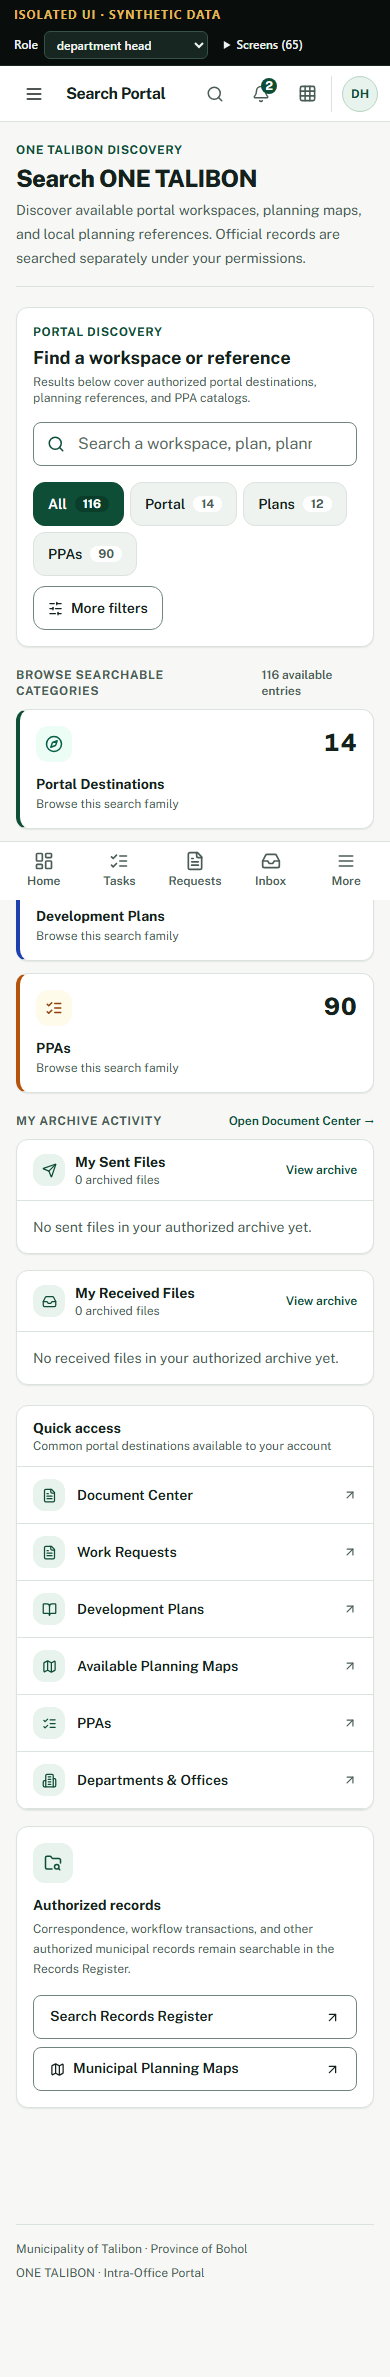 ISOLATED UI · SYNTHETIC DATA
Role department head ▶ Screens (65)
Search Portal 2 DH
ONE TALIBON DISCOVERY
Search ONE TALIBON
Discover available portal workspaces, planning maps,
and local planning references. Official records are
searched separately under your permissions.
PORTAL DISCOVERY
Find a workspace or reference
Results below cover authorized portal destinations,
planning references, and PPA catalogs.
Search a workspace, plan, planr
All 116 Portal 14 Plans 12
PPAs 90
More filters
BROWSE SEARCHABLE
CATEGORIES
116 available
entries
14
Portal Destinations
Browse this search family
Home Tasks Requests Inbox More
Development Plans
Browse this search family
90
PPAs
Browse this search family
MY ARCHIVE ACTIVITY Open Document Center →
My Sent Files
0 archived files
View archive
No sent files in your authorized archive yet.
My Received Files
0 archived files
View archive
No received files in your authorized archive yet.
Quick access
Common portal destinations available to your account
Document Center
Work Requests
Development Plans
Available Planning Maps
PPAs
Departments & Offices
Authorized records
Correspondence, workflow transactions, and other
authorized municipal records remain searchable in the
Records Register.
Search Records Register
Municipal Planning Maps
Municipality of Talibon · Province of Bohol
ONE TALIBON · Intra-Office Portal